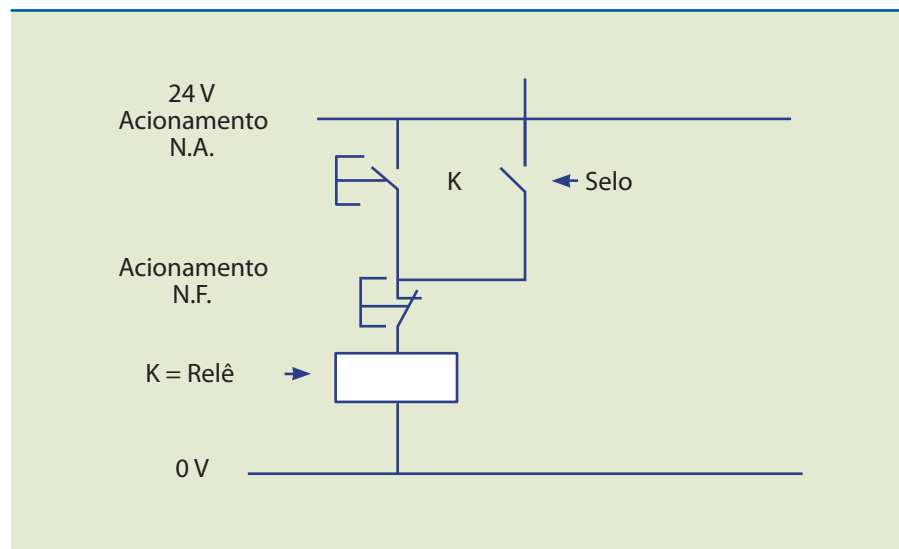 24 V
Acionamento
N.A.
K
Selo
Acionamento
N.F.
K = Relê
0 V